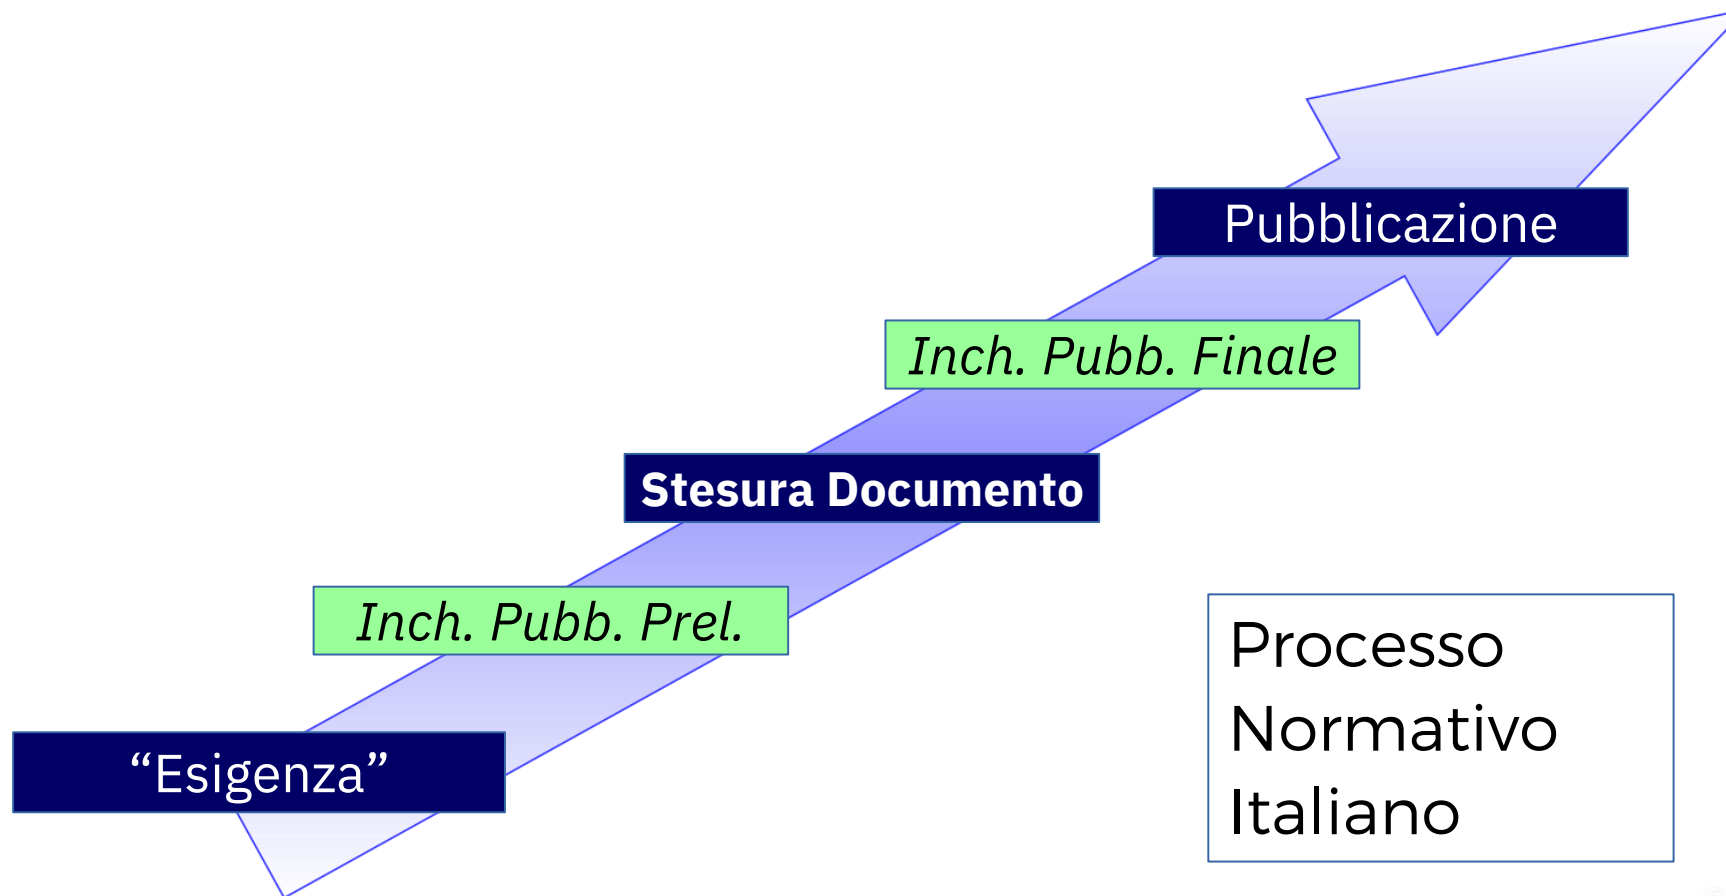 Pubblicazione
Inch. Pubb. Finale
Stesura Documento
Inch. Pubb. Prel.
“Esigenza”
Processo
Normativo
Italiano